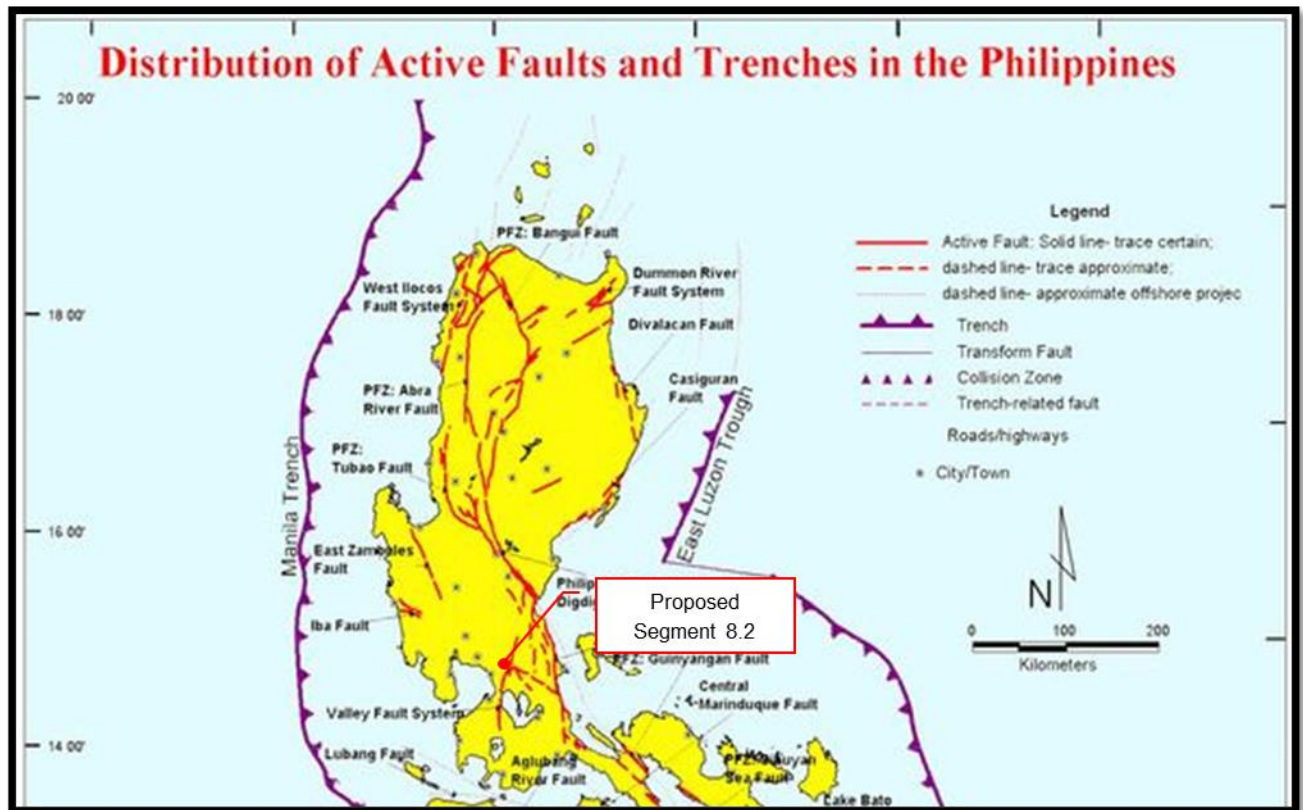 Distribution of Active Faults and Trenches in the Philippines
20 00'
18 00'
16 00'
14 00'
PFZ: Bangui Fault
West Ilocos
Fault System
Dummon River
Fault System
Divalacan Fault
PFZ: Abra
River Fault
Casiguran
Fault
PFZ:
Tubao Fault
Manila Trench
East Luzon Trough
East Zambales
Fault
Iba Fault
Proposed
Segment 8.2
PFZ: Guinyangan Fault
Central
Marinduque Fault
Valley Fault System
Lubang Fault
Aglubang
River Fault
Sea Fault
Lake Bato
Legend
Active Fault: Solid line- trace certain;
dashed line- trace approximate;
dashed line- approximate offshore projec
Trench
Transform Fault
Collision Zone
Trench-related fault
Roads/highways
City/Town
N
0 100 200
Kilometers